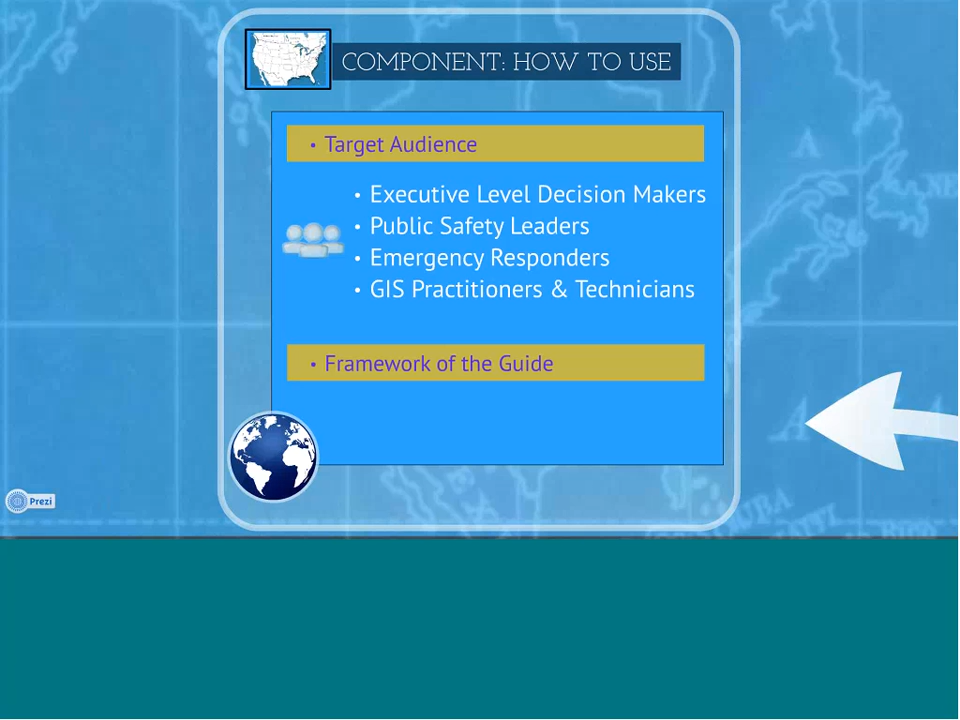 COMPONENT: HOW TO USE
• Target Audience
• Executive Level Decision Makers
• Public Safety Leaders
• Emergency Responders
• GIS Practitioners & Technicians
• Framework of the Guide
Prezi